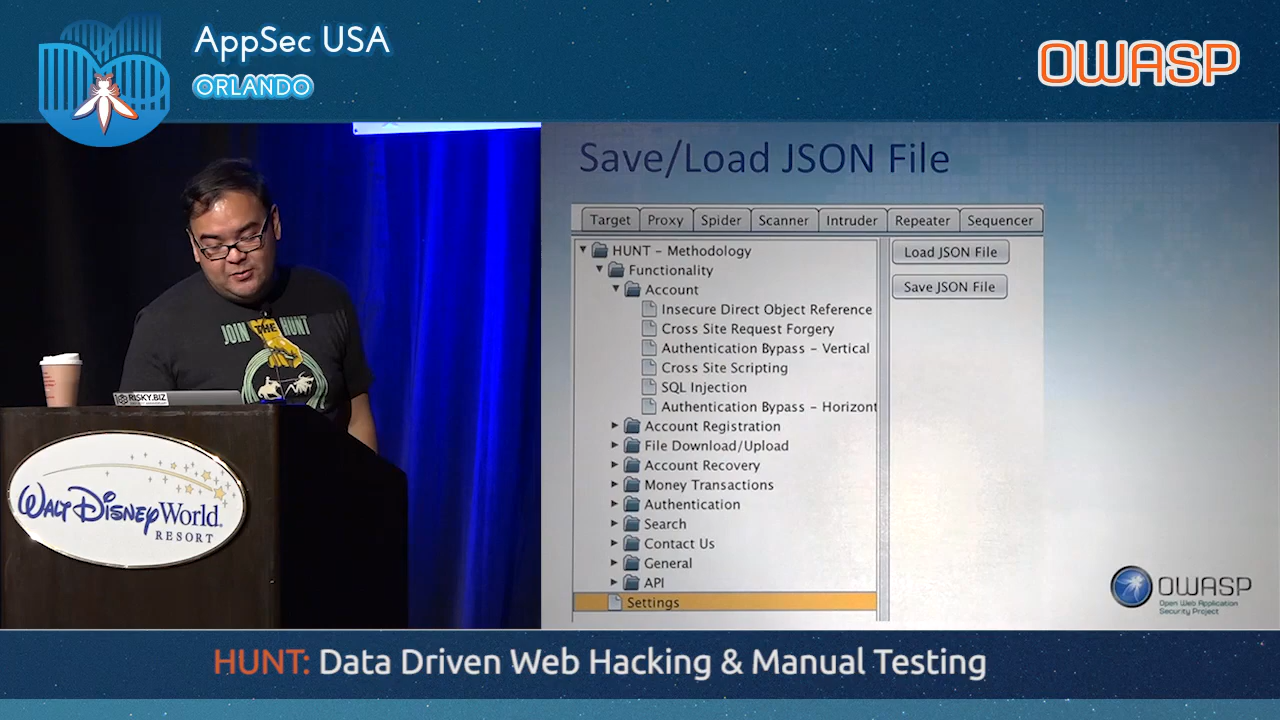 AppSec USA
ORLANDO
OWASP
JOIN THE HUNT
RISKY.BIZ
WALT DISNEY World.
RESORT
Save/Load JSON File
Target Proxy Spider Scanner Intruder Repeater Sequencer
HUNT – Methodology
Functionality
Account
Insecure Direct Object Reference
Cross Site Request Forgery
Authentication Bypass – Vertical
Cross Site Scripting
SQL Injection
Authentication Bypass – Horizont
Account Registration
File Download/Upload
Account Recovery
Money Transactions
Authentication
Search
Contact Us
General
API
Settings
Load JSON File
Save JSON File
OWASP
Open Web Application
Security Project
HUNT: Data Driven Web Hacking & Manual Testing